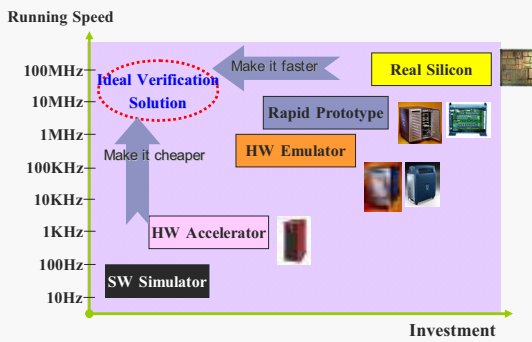 Running Speed
100MHz
10MHz
1MHz
100KHz
10KHz
1KHz
100Hz
10Hz
Ideal Verification
Solution
Make it faster
Real Silicon
Rapid Prototype
HW Emulator
Make it cheaper
HW Accelerator
SW Simulator
Investment